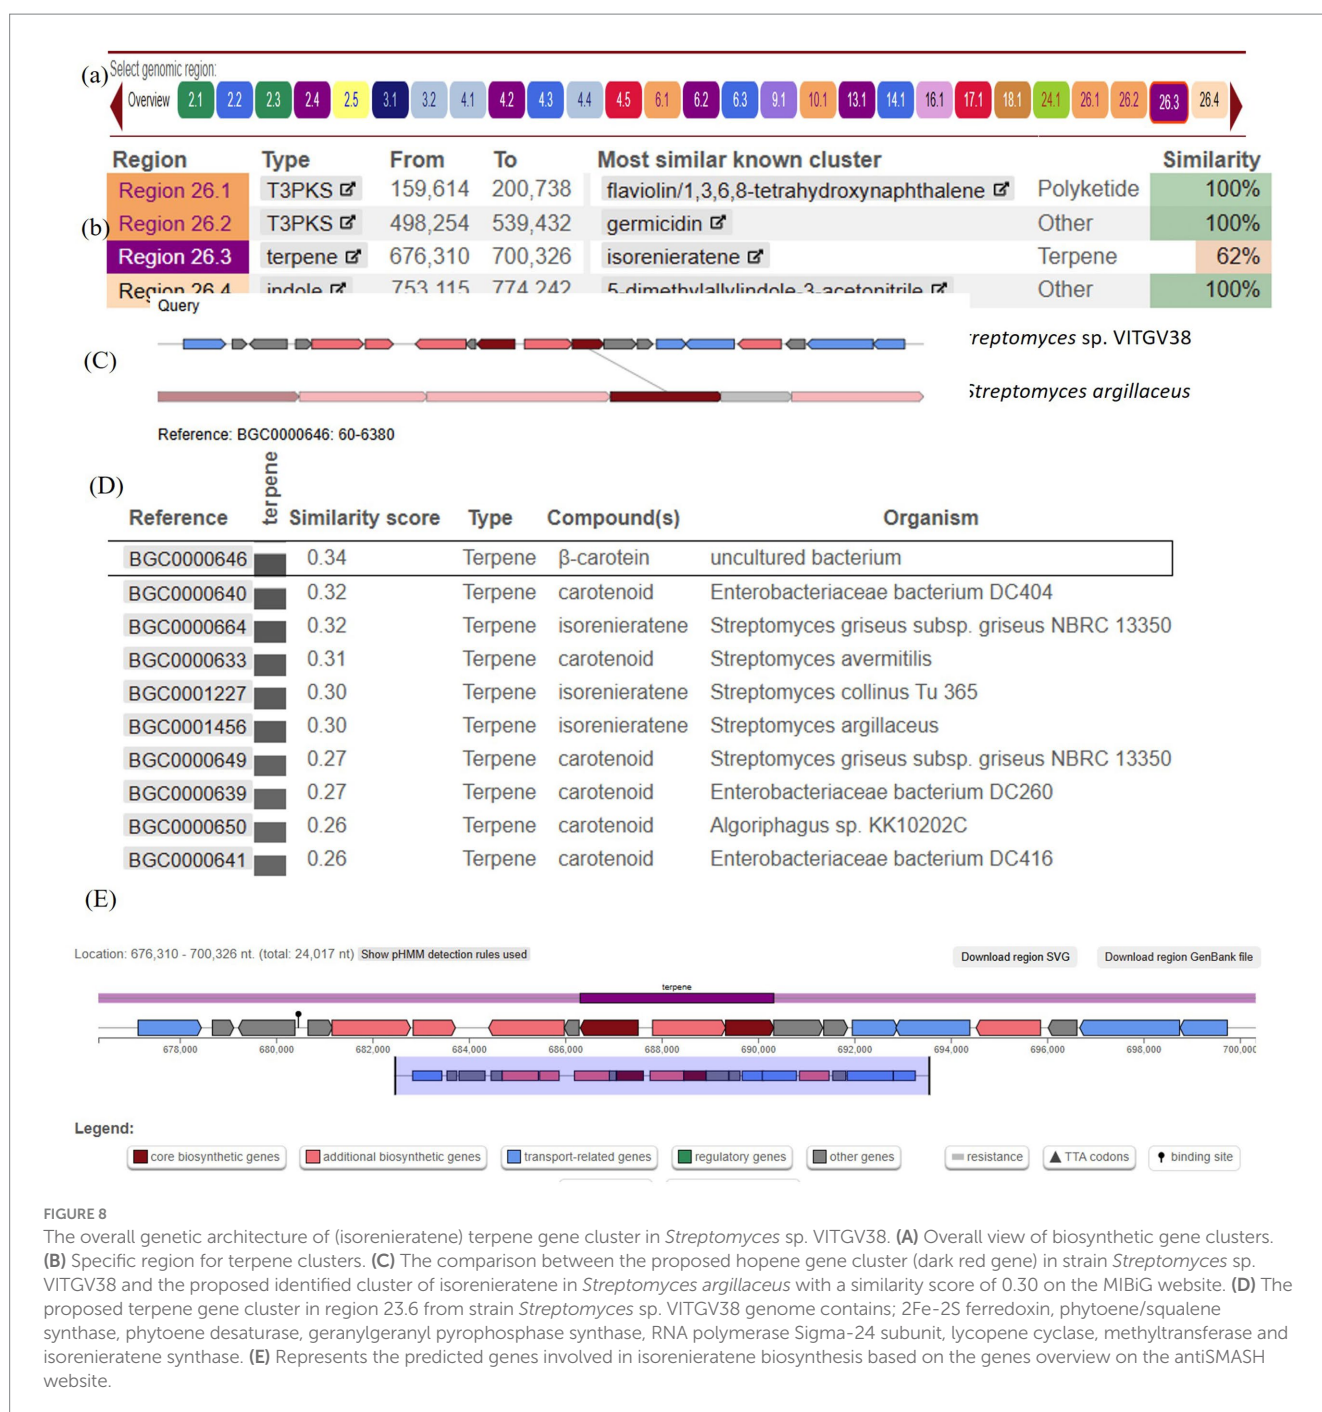 (a) Select genomic region:
Overview 2.1 2.2 2.3 2.4 2.5 3.1 3.2 4.1 4.2 4.3 4.4 4.5 6.1 6.2 6.3 9.1 10.1 13.1 14.1 16.1 17.1 18.1 24.1 26.1 26.2 26.3 26.4
Region Type From To Most similar known cluster Similarity
Region 26.1 T3PKS 159,614 200,738 flaviolin/1,3,6,8-tetrahydroxynaphthalene Polyketide 100%
(b) Region 26.2 T3PKS 498,254 539,432 germicidin Other 100%
Region 26.3 terpene 676,310 700,326 isorenieratene Terpene 62%
Region 26.4 indole 753,115 774,242 5-dimethylallylindole-3-acetonitrile Other 100%
Query
treptomyces sp. VITGV38
(C)
Streptomyces argillaceus
Reference: BGC0000646: 60-6380
(D)
Reference terpene Similarity score Type Compound(s) Organism
BGC0000646 0.34 Terpene β-carotein uncultured bacterium
BGC0000640 0.32 Terpene carotenoid Enterobacteriaceae bacterium DC404
BGC0000664 0.32 Terpene isorenieratene Streptomyces griseus subsp. griseus NBRC 13350
BGC0000633 0.31 Terpene carotenoid Streptomyces avermitilis
BGC0001227 0.30 Terpene isorenieratene Streptomyces collinus Tu 365
BGC0001456 0.30 Terpene isorenieratene Streptomyces argillaceus
BGC0000649 0.27 Terpene carotenoid Streptomyces griseus subsp. griseus NBRC 13350
BGC0000639 0.27 Terpene carotenoid Enterobacteriaceae bacterium DC260
BGC0000650 0.26 Terpene carotenoid Algoriphagus sp. KK10202C
BGC0000641 0.26 Terpene carotenoid Enterobacteriaceae bacterium DC416
(E)
Location: 676,310 - 700,326 nt. (total: 24,017 nt) Show pHMM detection rules used Download region SVG Download region GenBank file
terpene
678,000 680,000 682,000 684,000 686,000 688,000 690,000 692,000 694,000 696,000 698,000 700,000
Legend:
core biosynthetic genes additional biosynthetic genes transport-related genes regulatory genes other genes resistance TTA codons binding site
FIGURE 8
The overall genetic architecture of (isorenieratene) terpene gene cluster in Streptomyces sp. VITGV38. (A) Overall view of biosynthetic gene clusters.
(B) Specific region for terpene clusters. (C) The comparison between the proposed hopene gene cluster (dark red gene) in strain Streptomyces sp.
VITGV38 and the proposed identified cluster of isorenieratene in Streptomyces argillaceus with a similarity score of 0.30 on the MIBiG website. (D) The
proposed terpene gene cluster in region 23.6 from strain Streptomyces sp. VITGV38 genome contains; 2Fe-2S ferredoxin, phytoene/squalene
synthase, phytoene desaturase, geranylgeranyl pyrophosphase synthase, RNA polymerase Sigma-24 subunit, lycopene cyclase, methyltransferase and
isorenieratene synthase. (E) Represents the predicted genes involved in isorenieratene biosynthesis based on the genes overview on the antiSMASH
website.